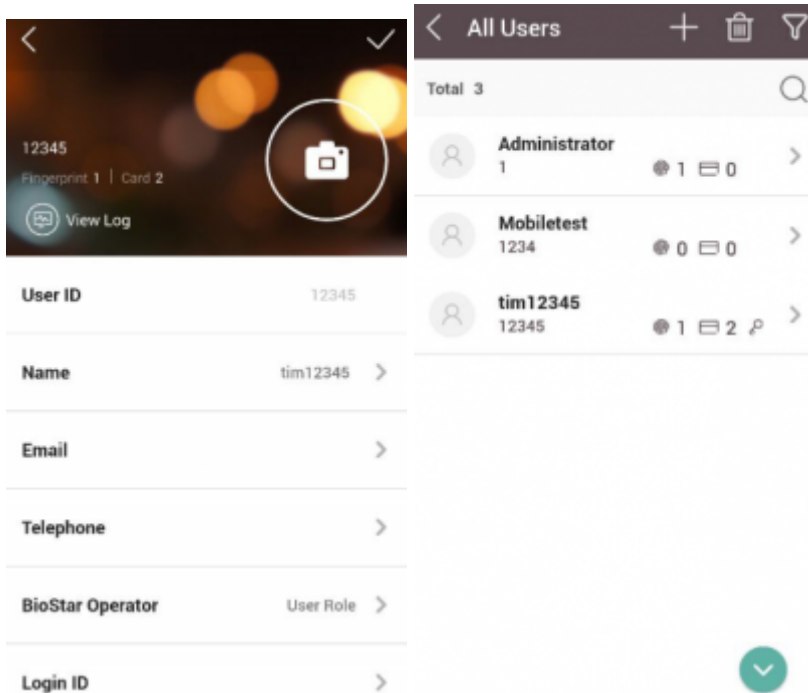 12345
Fingerprint 1 | Card 2
View Log
User ID 12345
Name tim12345
Email
Telephone
BioStar Operator User Role
Login ID
All Users
Total 3
Administrator
1 1 0
Mobiletest
1234 0 0
tim12345
12345 1 2